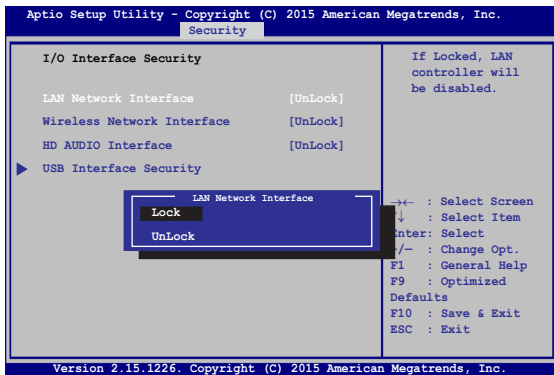 Aptio Setup Utility - Copyright (C) 2015 American Megatrends, Inc.
Security
I/O Interface Security
LAN Network Interface [UnLock]
Wireless Network Interface [UnLock]
HD AUDIO Interface [UnLock]
USB Interface Security
If Locked, LAN
controller will
be disabled.
LAN Network Interface
Lock
UnLock
→← : Select Screen
↓ : Select Item
nter: Select
/— : Change Opt.
F1 : General Help
F9 : Optimized
Defaults
F10 : Save & Exit
ESC : Exit
Version 2.15.1226. Copyright (C) 2015 American Megatrends, Inc.